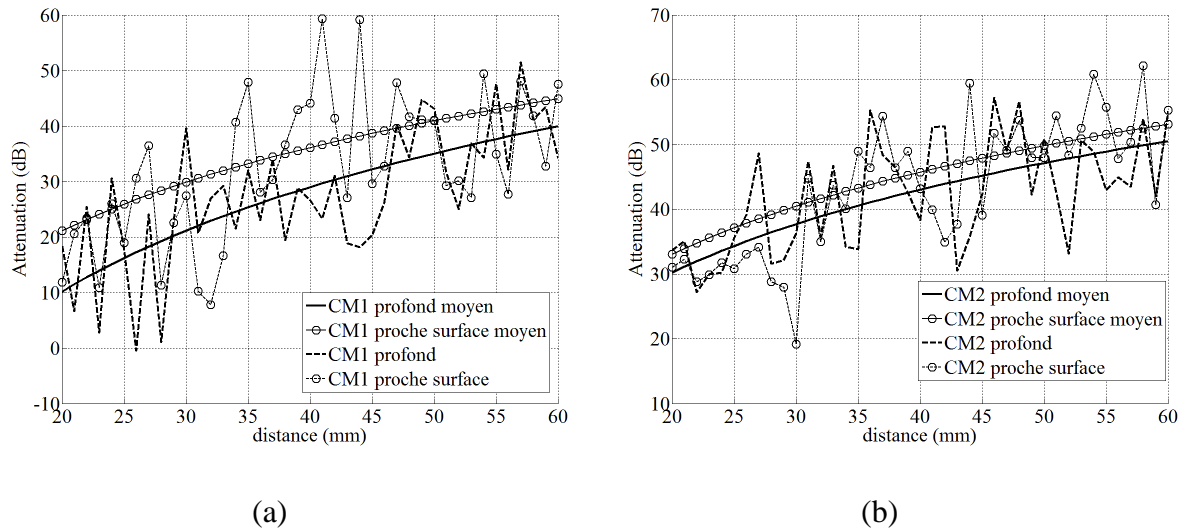 60
50
40
30
20
10
0
-10
Attenuation (dB)
20 25 30 35 40 45 50 55 60
distance (mm)
CM1 profond moyen
CM1 proche surface moyen
CM1 profond
CM1 proche surface
(a)
70
60
50
40
30
20
10
Attenuation (dB)
20 25 30 35 40 45 50 55 60
distance (mm)
CM2 profond moyen
CM2 proche surface moyen
CM2 profond
CM2 proche surface
(b)